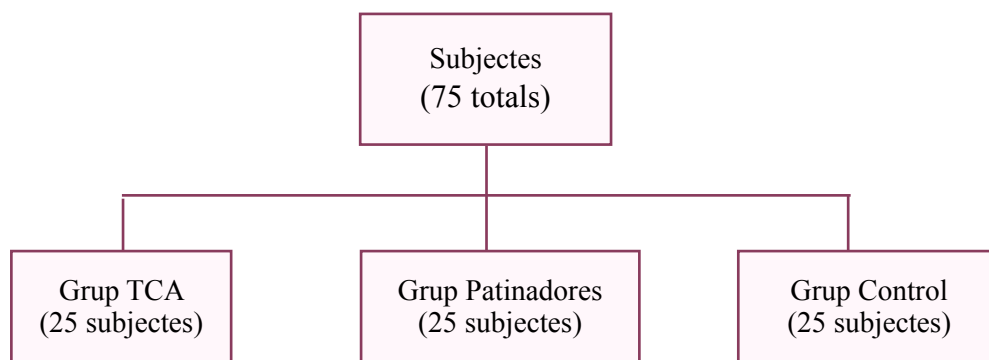 Subjectes
(75 totals)
Grup TCA
(25 subjectes)
Grup Patinadores
(25 subjectes)
Grup Control
(25 subjectes)